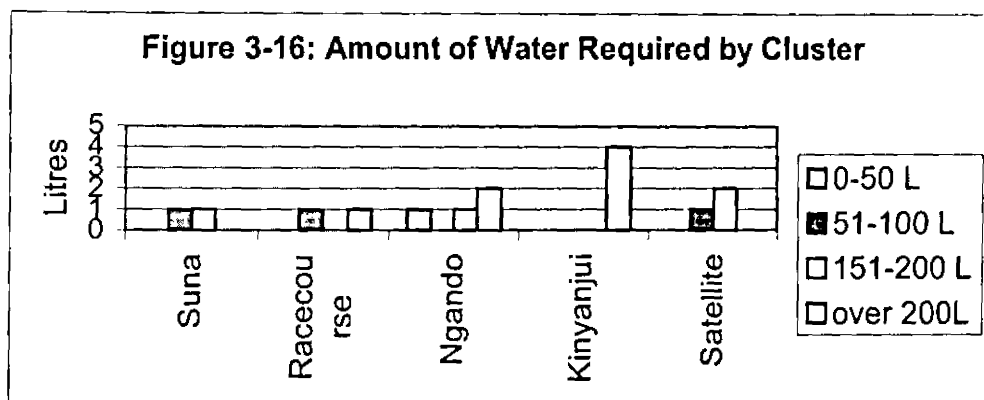 Figure 3-16: Amount of Water Required by Cluster
Litres
5
4
3
2
1
0
Suna
Racecou
rse
Ngando
Kinyanjui
Satellite
0-50 L
51-100 L
151-200 L
over 200L